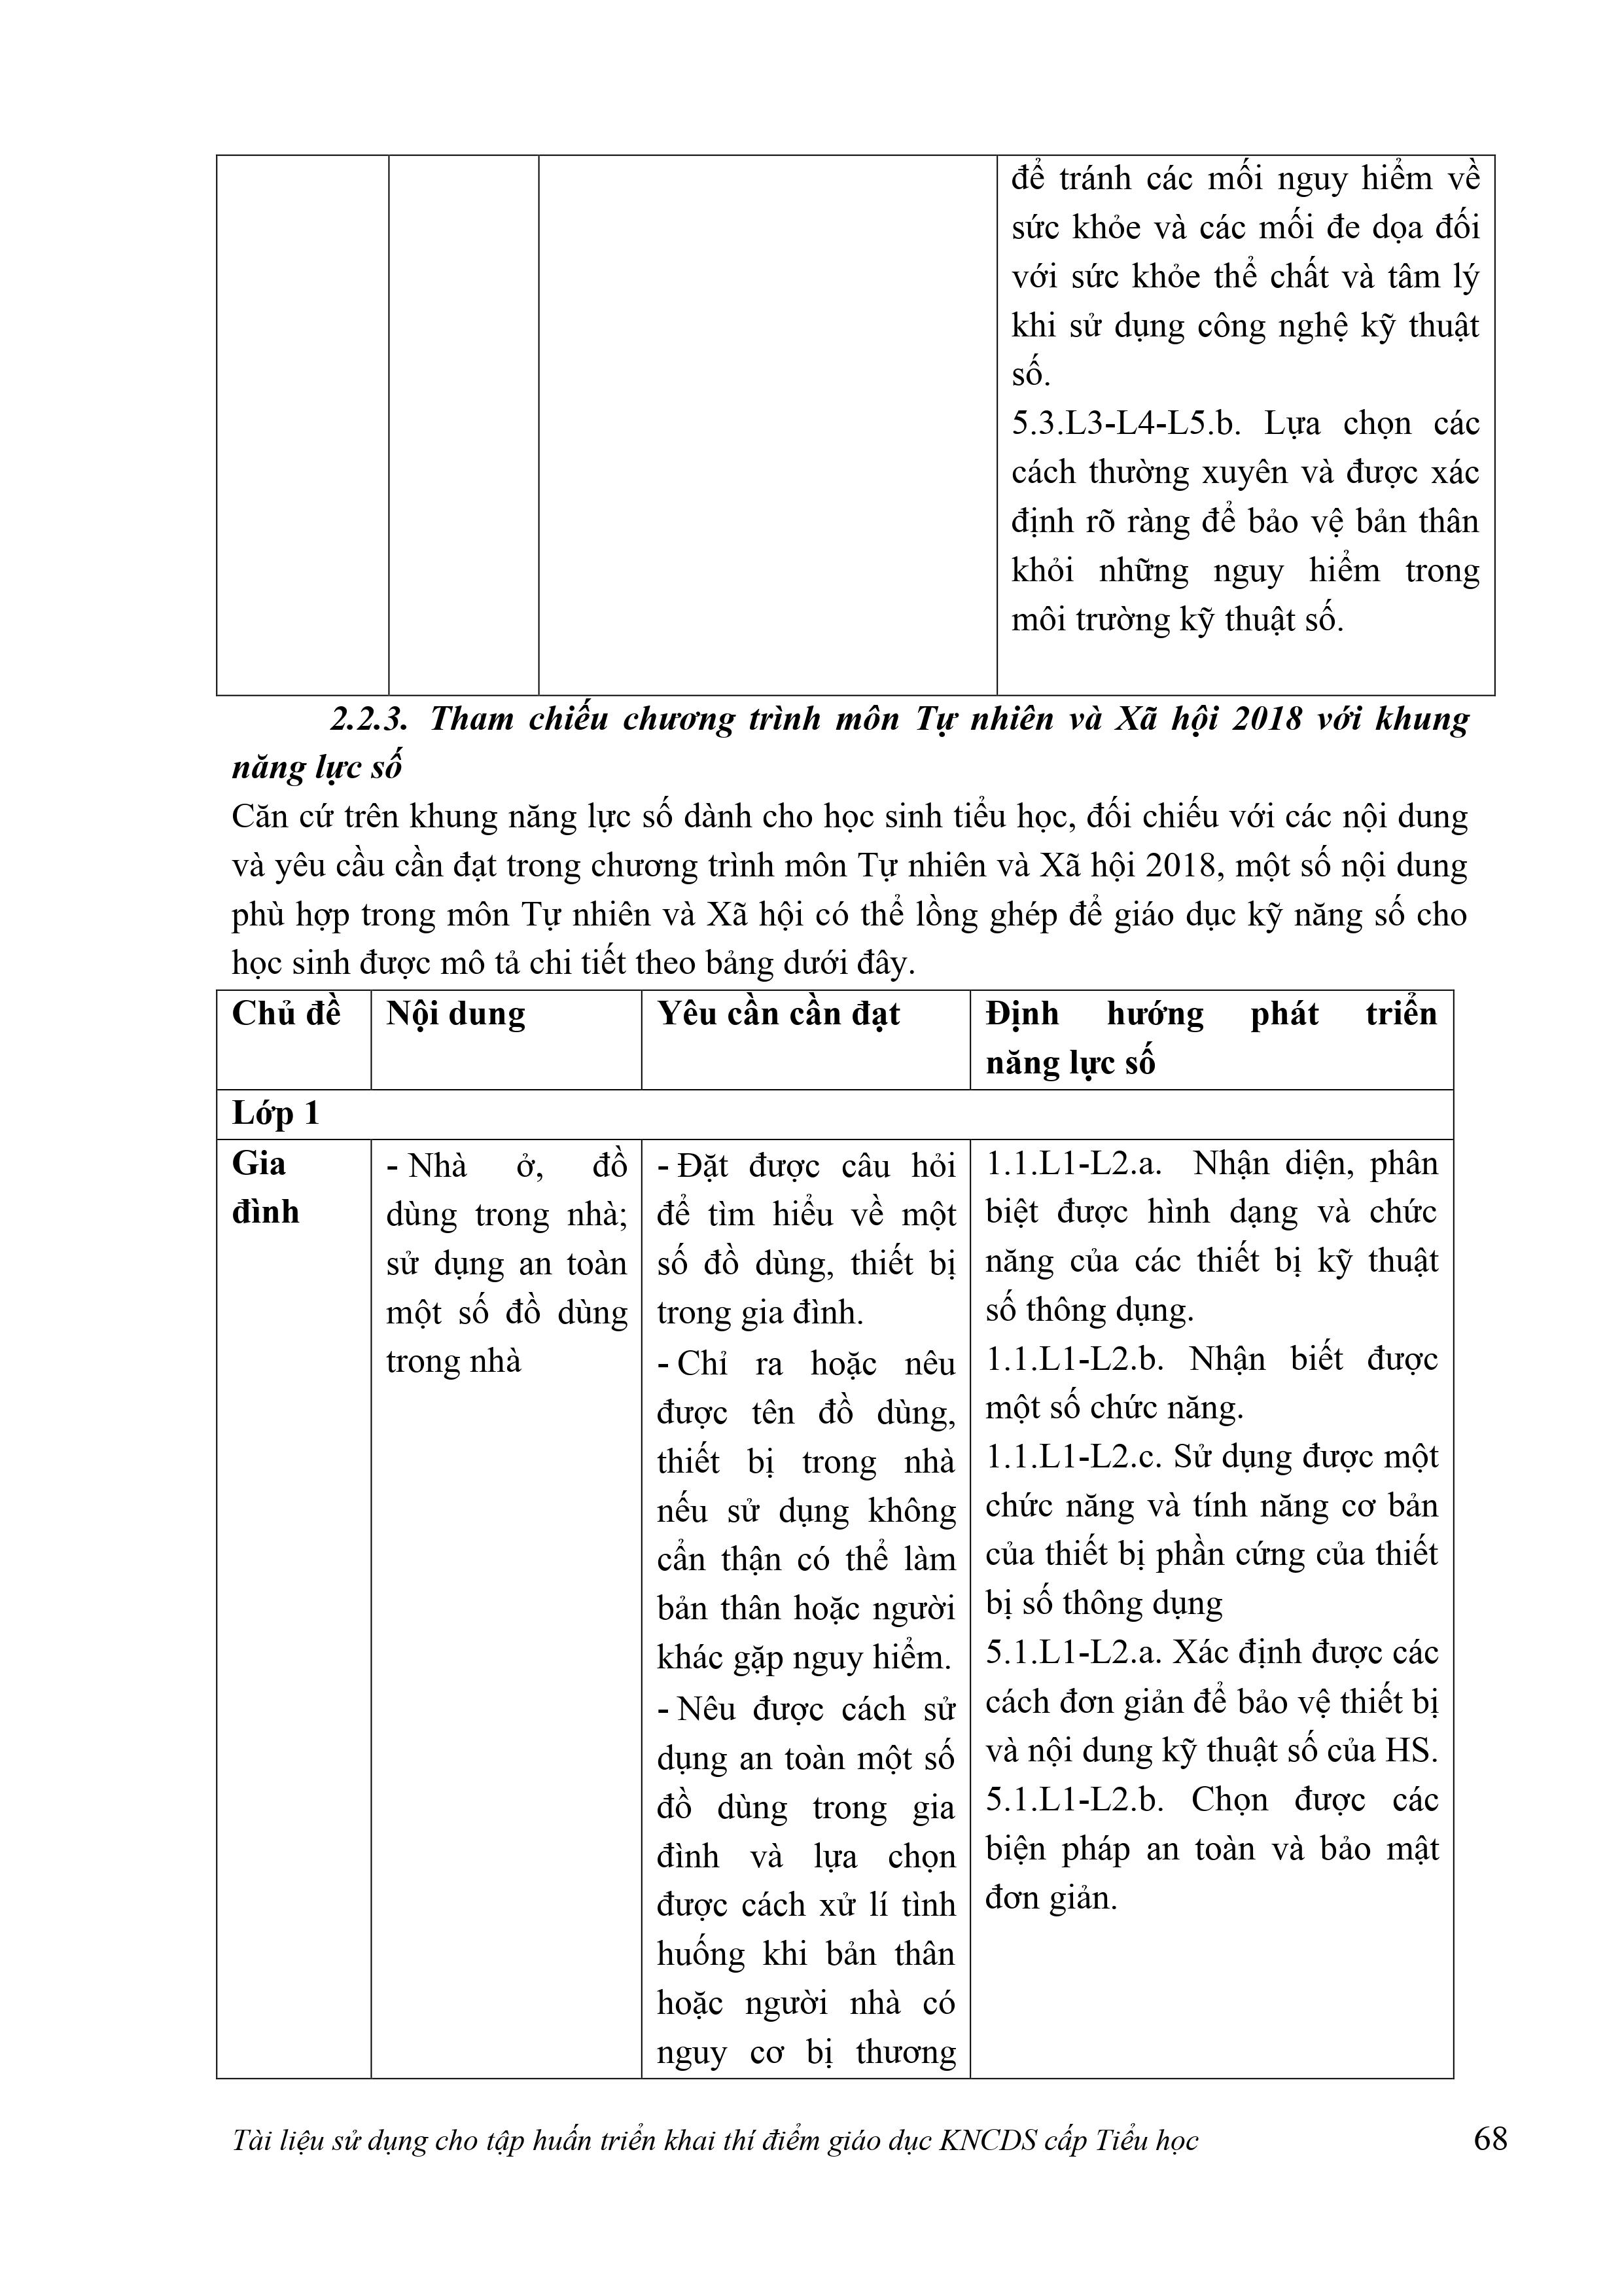 để tránh các mối nguy hiểm về
sức khỏe và các mối đe dọa đối
với sức khỏe thể chất và tâm lý
khi sử dụng công nghệ kỹ thuật
số.
5.3.L3-L4-L5.b. Lựa chọn các
cách thường xuyên và được xác
định rõ ràng để bảo vệ bản thân
khỏi những nguy hiểm trong
môi trường kỹ thuật số.
2.2.3. Tham chiếu chương trình môn Tự nhiên và Xã hội 2018 với khung
năng lực số
Căn cứ trên khung năng lực số dành cho học sinh tiểu học, đối chiếu với các nội dung
và yêu cầu cần đạt trong chương trình môn Tự nhiên và Xã hội 2018, một số nội dung
phù hợp trong môn Tự nhiên và Xã hội có thể lồng ghép để giáo dục kỹ năng số cho
học sinh được mô tả chi tiết theo bảng dưới đây.
Chủ đề
Nội dung
Yêu cần cần đạt
Định hướng phát triển
năng lực số
Lớp 1
Gia
đình
- Nhà ở, đồ
dùng trong nhà;
sử dụng an toàn
một số đồ dùng
trong nhà
- Đặt được câu hỏi
để tìm hiểu về một
số đồ dùng, thiết bị
trong gia đình.
- Chỉ ra hoặc nêu
được tên đồ dùng,
thiết bị trong nhà
nếu sử dụng không
cẩn thận có thể làm
bản thân hoặc người
khác gặp nguy hiểm.
- Nêu được cách sử
dụng an toàn một số
đồ dùng trong gia
đình và lựa chọn
được cách xử lí tình
huống khi bản thân
hoặc người nhà có
nguy cơ bị thương
1.1.L1-L2.a. Nhận diện, phân
biệt được hình dạng và chức
năng của các thiết bị kỹ thuật
số thông dụng.
1.1.L1-L2.b. Nhận biết được
một số chức năng.
1.1.L1-L2.c. Sử dụng được một
chức năng và tính năng cơ bản
của thiết bị phần cứng của thiết
bị số thông dụng
5.1.L1-L2.a. Xác định được các
cách đơn giản để bảo vệ thiết bị
và nội dung kỹ thuật số của HS.
5.1.L1-L2.b. Chọn được các
biện pháp an toàn và bảo mật
đơn giản.
Tài liệu sử dụng cho tập huấn triển khai thí điểm giáo dục KNCDS cấp Tiểu học
68